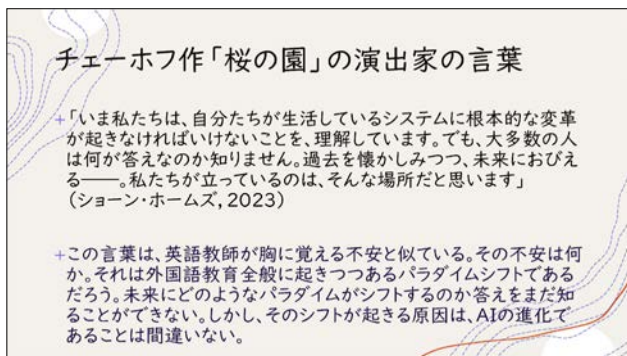 チェーホフ作「桜の園」の演出家の言葉
+「いま私たちは、自分たちが生活しているシステムに根本的な変革
が起きなければいけないことを、理解しています。でも、大多数の人
は何が答えなのか知りません。過去を懐かしみつつ、未来におびえ
る――。私たちが立っているのは、そんな場所だと思います」
(ショーン・ホームズ, 2023)
+この言葉は、英語教師が胸に覚える不安と似ている。その不安は何
か。それは外国語教育全般に起きつつあるパラダイムシフトである
だろう。未来にどのようなパラダイムがシフトするのか答えをまだ知
ることができない。しかし、そのシフトが起きる原因は、AIの進化で
あることは間違いない。